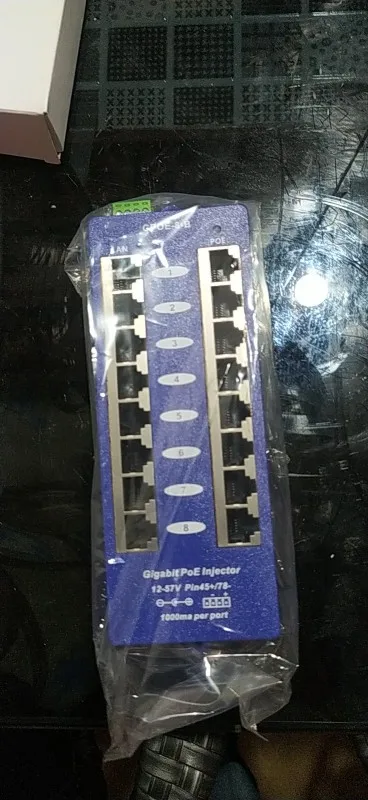 LAN
POE
1
2
3
4
5
6
7
8
Gigabit PoE Injector
12-57V Pin45+/78-
- +
1000ma per port